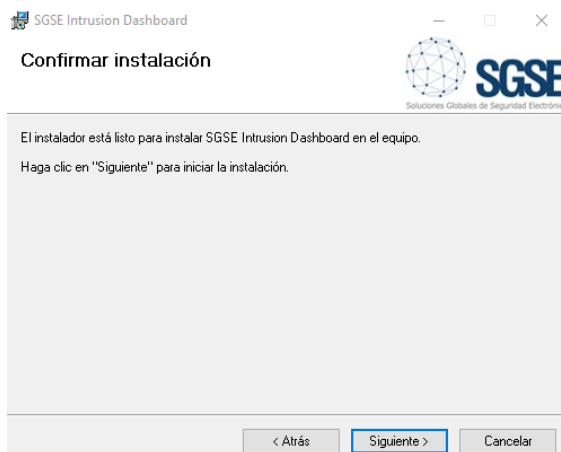 SGSE Intrusion Dashboard
Confirmar instalación
SGSE
Soluciones Globales de Seguridad Electróni
El instalador está listo para instalar SGSE Intrusion Dashboard en el equipo.
Haga clic en "Siguiente" para iniciar la instalación.
< Atrás
Siguiente >
Cancelar